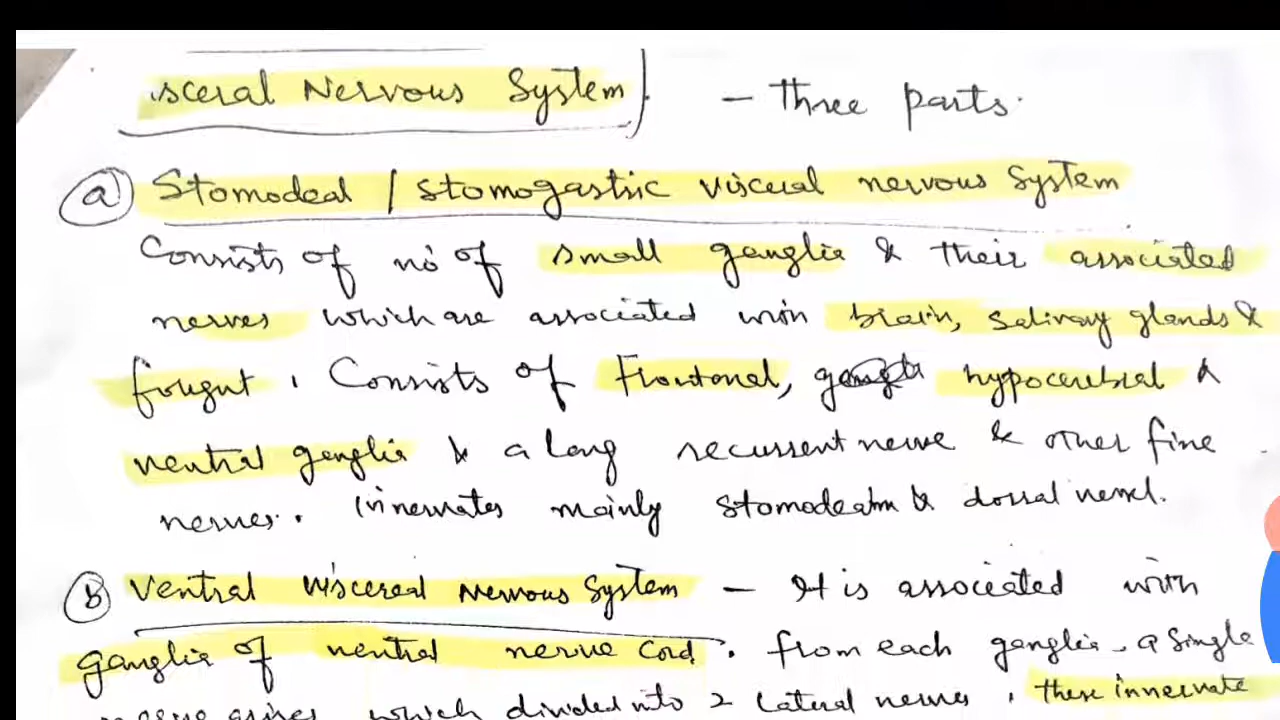 isceral Nervous System) - Three parts.
(a) Stomodeal / Stomogastric visceral nervous System
Consists of no of small ganglia & their associated
nerves which are associated with brain, salivary glands &
foregut. Consists of Frontonal, hypocerebral &
ventral ganglia & a long recurrent nerve & other fine
nerves. Innervates mainly stomodeum & dorsal vessel.
(b) Ventral Visceral Nervous System - It is associated with
ganglia of ventral nerve cord. From each ganglia, a single
nerve arises which divided into 2 lateral nerves. these innervate